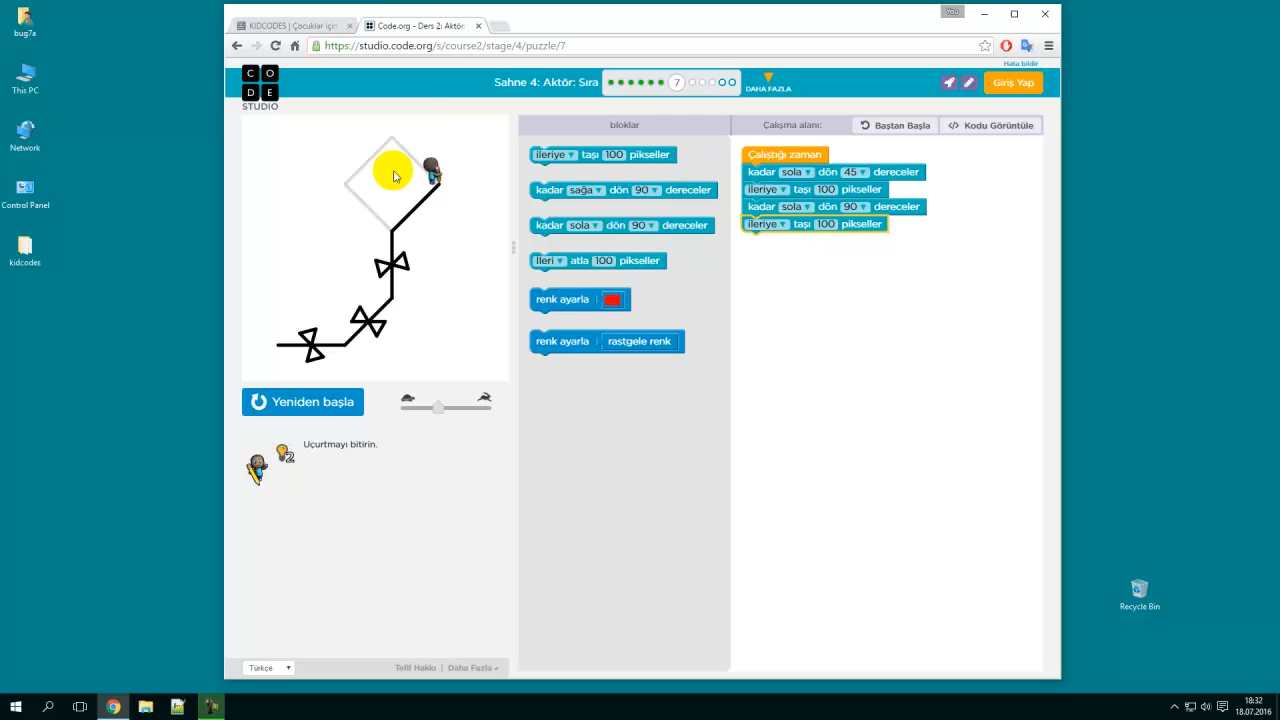 bug7a
This PC
Network
Control Panel
kidcodes
Recycle Bin
KIDCODES | Çocuklar için
Code.org - Ders 2: Aktör:
You
https://studio.code.org/s/course2/stage/4/puzzle/7
Hata bildir
C O
D E
STUDIO
Sahne 4: Aktör: Sıra
7
DAHA FAZLA
Giriş Yap
bloklar
Çalışma alanı:
Baştan Başla
Kodu Görüntüle
ileriye taşı 100 pikseller
kadar sağa dön 90 dereceler
kadar sola dön 90 dereceler
İleri atla 100 pikseller
renk ayarla
renk ayarla rastgele renk
Çalıştığı zaman
kadar sola dön 45 dereceler
ileriye taşı 100 pikseller
kadar sola dön 90 dereceler
ileriye taşı 100 pikseller
Yeniden başla
2
Uçurtmayı bitirin.
Türkçe
Telif Hakkı | Daha Fazla
18:32
18.07.2016